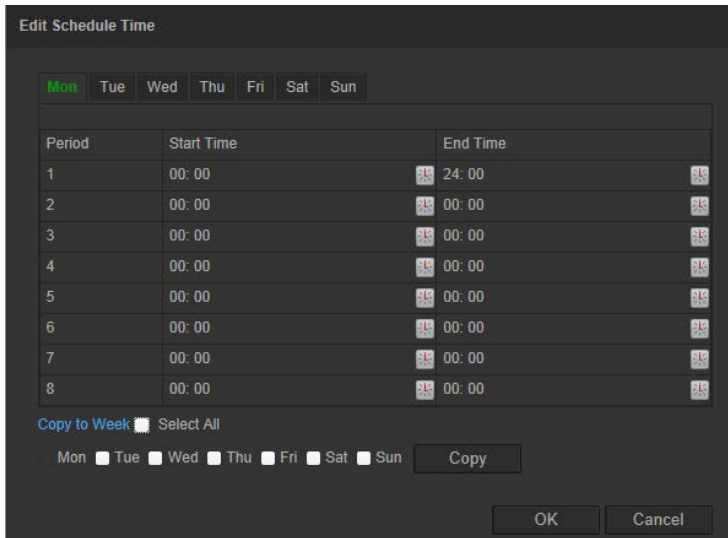 Edit Schedule Time
Mon Tue Wed Thu Fri Sat Sun
Period Start Time End Time
1 00: 00 24: 00
2 00: 00 00: 00
3 00: 00 00: 00
4 00: 00 00: 00
5 00: 00 00: 00
6 00: 00 00: 00
7 00: 00 00: 00
8 00: 00 00: 00
Copy to Week Select All
Mon Tue Wed Thu Fri Sat Sun Copy
OK Cancel